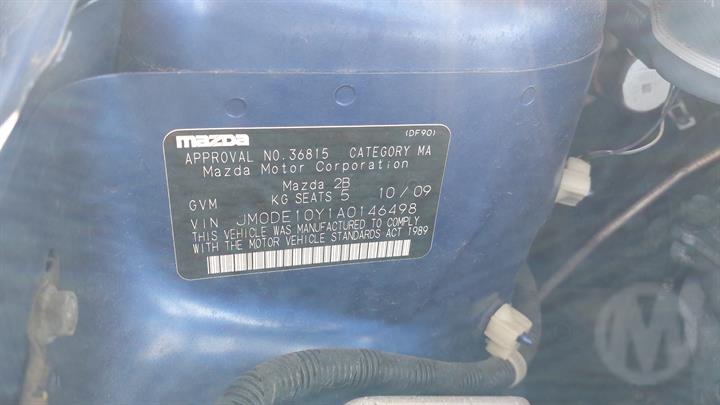 mazda (DF90)
APPROVAL NO.36815 CATEGORY MA
Mazda Motor Corporation
Mazda 2B
GVM KG SEATS 5 10/09
VIN JM0DE10Y1A0146498
THIS VEHICLE WAS MANUFACTURED TO COMPLY
WITH THE MOTOR VEHICLE STANDARDS ACT 1989
M